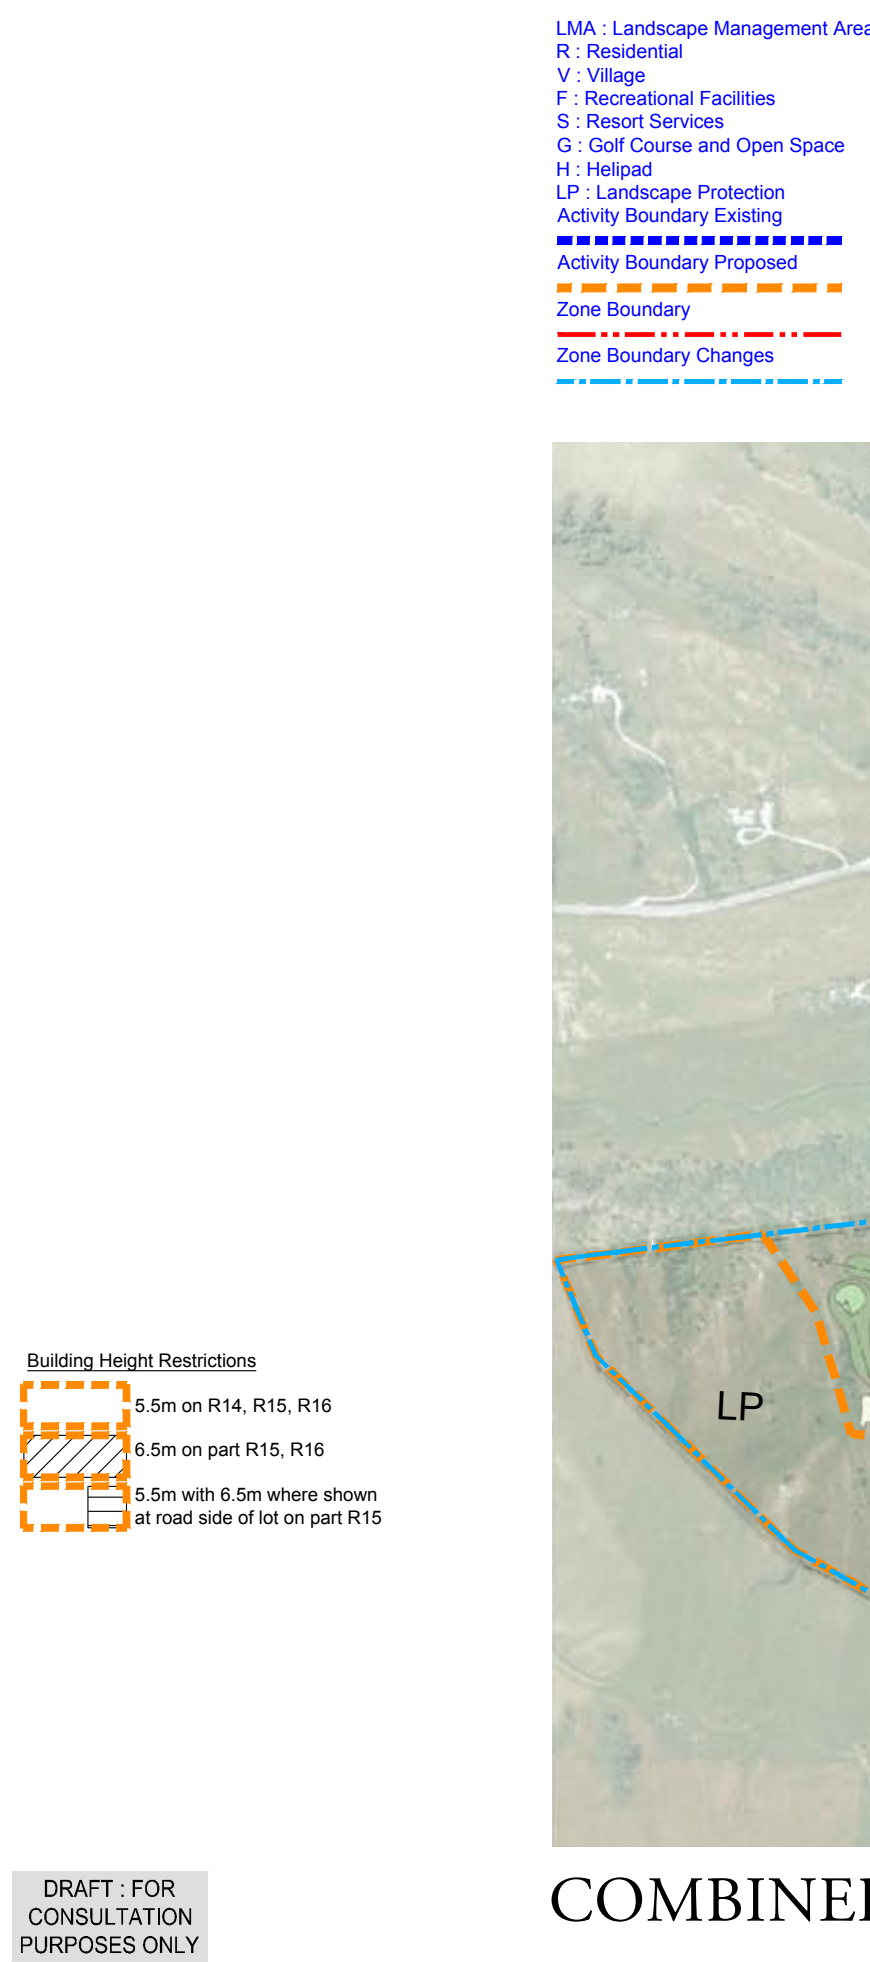 LMA : Landscape Management Area
R : Residential
V : Village
F : Recreational Facilities
S : Resort Services
G : Golf Course and Open Space
H : Helipad
LP : Landscape Protection
Activity Boundary Existing
Activity Boundary Proposed
Zone Boundary
Zone Boundary Changes
LP
Building Height Restrictions
5.5m on R14, R15, R16
6.5m on part R15, R16
5.5m with 6.5m where shown
at road side of lot on part R15
DRAFT : FOR
CONSULTATION
PURPOSES ONLY
COMBINE